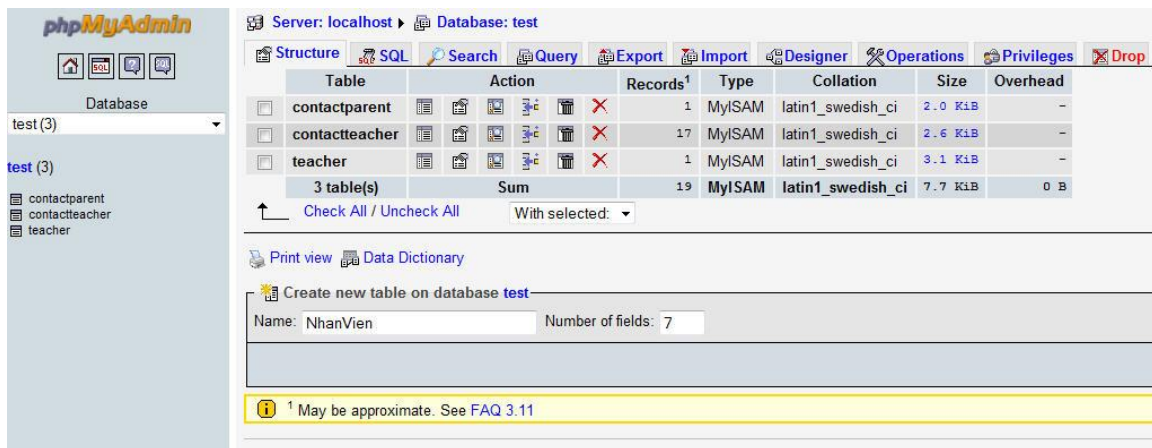 phpMyAdmin
SQL
Database
test (3)
test (3)
contactparent
contactteacher
teacher
Server: localhost Database: test
Structure SQL Search Query Export Import Designer Operations Privileges Drop
Table Action Records1 Type Collation Size Overhead
contactparent 1 MyISAM latin1_swedish_ci 2.0 KiB -
contactteacher 17 MyISAM latin1_swedish_ci 2.6 KiB -
teacher 1 MyISAM latin1_swedish_ci 3.1 KiB -
3 table(s) Sum 19 MyISAM latin1_swedish_ci 7.7 KiB 0 B
Check All / Uncheck All With selected:
Print view Data Dictionary
Create new table on database test
Name: NhanVien Number of fields: 7
1 May be approximate. See FAQ 3.11